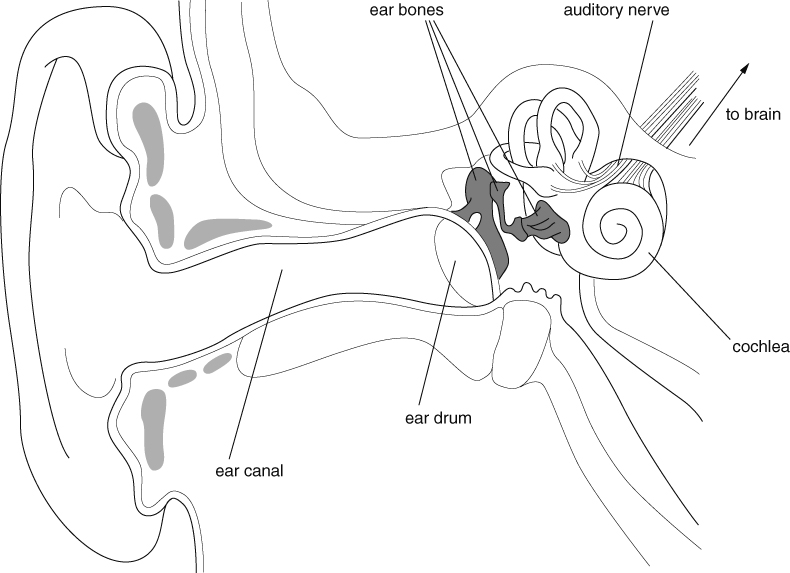 ear bones
auditory nerve
to brain
cochlea
ear drum
ear canal